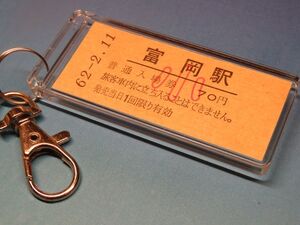 62-2.11
富岡駅
普通入場券 70円
旅客車内に立ち入ることはできません。
発売当日1回限り有効